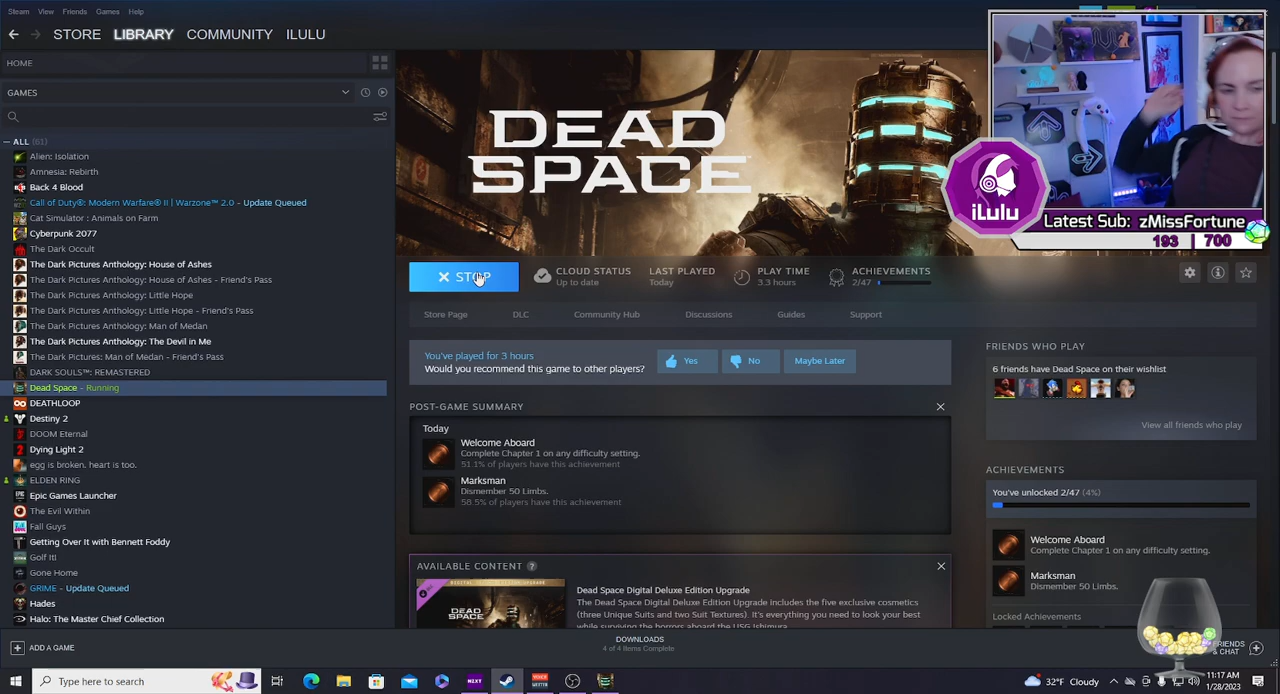 Steam View Friends Games Help
STORE LIBRARY COMMUNITY ILULU
HOME
GAMES
ALL (61)
Alien: Isolation
Amnesia: Rebirth
Back 4 Blood
Call of Duty®: Modern Warfare® II | Warzone™ 2.0 - Update Queued
Cat Simulator : Animals on Farm
Cyberpunk 2077
The Dark Occult
The Dark Pictures Anthology: House of Ashes
The Dark Pictures Anthology: House of Ashes - Friend's Pass
The Dark Pictures Anthology: Little Hope
The Dark Pictures Anthology: Little Hope - Friend's Pass
The Dark Pictures Anthology: Man of Medan
The Dark Pictures Anthology: The Devil in Me
The Dark Pictures: Man of Medan - Friend's Pass
DARK SOULS™: REMASTERED
Dead Space - Running
DEATHLOOP
Destiny 2
DOOM Eternal
Dying Light 2
egg is broken. heart is too.
ELDEN RING
Epic Games Launcher
The Evil Within
Fall Guys
Getting Over It with Bennett Foddy
Golf It!
Gone Home
GRIME - Update Queued
Hades
Halo: The Master Chief Collection
ADD A GAME
DEAD
SPACE
iLulu
Latest Sub: zMissFortune
193 | 700
STOP
CLOUD STATUS
Up to date
LAST PLAYED
Today
PLAY TIME
3.3 hours
ACHIEVEMENTS
2/47
Store Page DLC Community Hub Discussions Guides Support
You've played for 3 hours
Would you recommend this game to other players?
Yes
No
Maybe Later
POST-GAME SUMMARY
Today
Welcome Aboard
Complete Chapter 1 on any difficulty setting.
51.1% of players have this achievement
Marksman
Dismember 50 Limbs.
58.5% of players have this achievement
AVAILABLE CONTENT
DIGITAL DELUXE EDITION UPGRADE
DEAD
SPACE
Dead Space Digital Deluxe Edition Upgrade
The Dead Space Digital Deluxe Edition Upgrade includes the five exclusive cosmetics
(three Unique Suits and two Suit Textures). It's everything you need to look your best
while surviving the horrors aboard the USG Ishimura.
FRIENDS WHO PLAY
6 friends have Dead Space on their wishlist
View all friends who play
ACHIEVEMENTS
You've unlocked 2/47 (4%)
Welcome Aboard
Complete Chapter 1 on any difficulty setting.
Marksman
Dismember 50 Limbs.
Locked Achievements
DOWNLOADS
4 of 4 Items Complete
FRIENDS
& CHAT
Type here to search
NZXT
32°F Cloudy
11:17 AM
1/28/2023